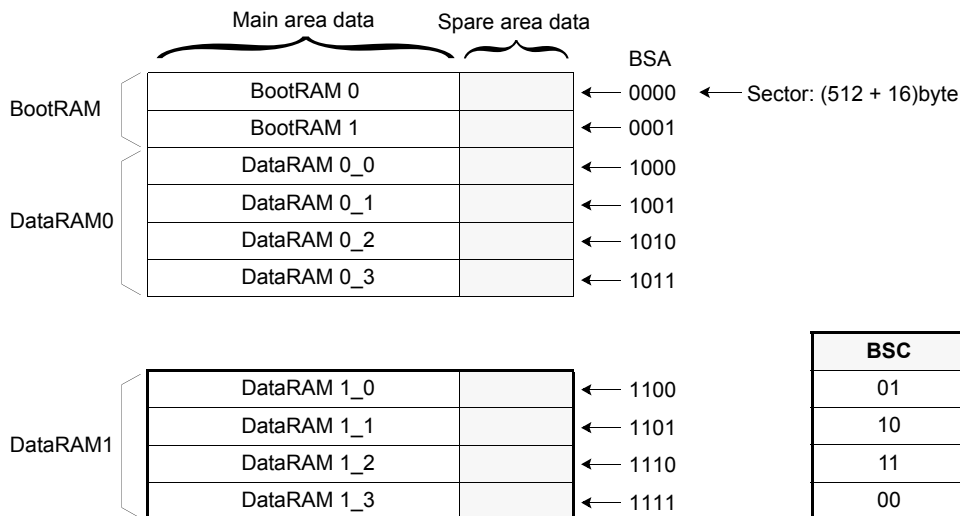 Main area data
Spare area data
BSA
BootRAM
BootRAM 0
0000
Sector: (512 + 16)byte
BootRAM 1
0001
DataRAM0
DataRAM 0_0
1000
DataRAM 0_1
1001
DataRAM 0_2
1010
DataRAM 0_3
1011
DataRAM1
DataRAM 1_0
1100
DataRAM 1_1
1101
DataRAM 1_2
1110
DataRAM 1_3
1111
BSC
01
10
11
00